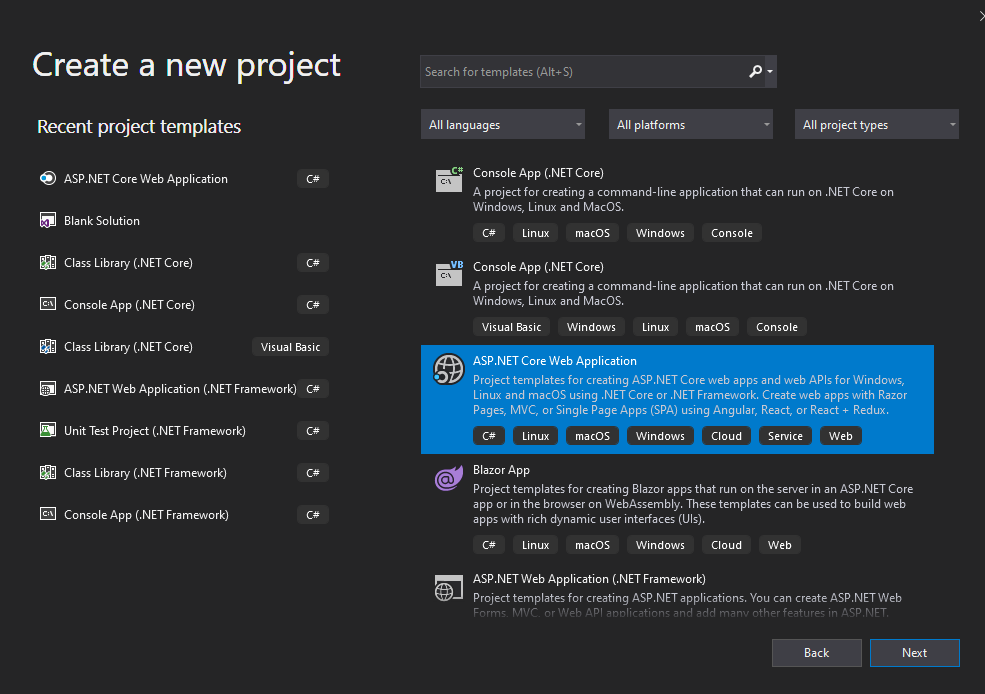 Create a new project
Search for templates (Alt+S)
Recent project templates
All languages
All platforms
All project types
ASP.NET Core Web Application C#
Blank Solution
Class Library (.NET Core) C#
Console App (.NET Core) C#
Class Library (.NET Core) Visual Basic
ASP.NET Web Application (.NET Framework) C#
Unit Test Project (.NET Framework) C#
Class Library (.NET Framework) C#
Console App (.NET Framework) C#
C#
C:\
Console App (.NET Core)
A project for creating a command-line application that can run on .NET Core on
Windows, Linux and MacOS.
C# Linux macOS Windows Console
VB
C:\
Console App (.NET Core)
A project for creating a command-line application that can run on .NET Core on
Windows, Linux and MacOS.
Visual Basic Windows Linux macOS Console
ASP.NET Core Web Application
Project templates for creating ASP.NET Core web apps and web APIs for Windows,
Linux and macOS using .NET Core or .NET Framework. Create web apps with Razor
Pages, MVC, or Single Page Apps (SPA) using Angular, React, or React + Redux.
C# Linux macOS Windows Cloud Service Web
Blazor App
Project templates for creating Blazor apps that run on the server in an ASP.NET Core
app or in the browser on WebAssembly. These templates can be used to build web
apps with rich dynamic user interfaces (UIs).
C# Linux macOS Windows Cloud Web
ASP.NET Web Application (.NET Framework)
Project templates for creating ASP.NET applications. You can create ASP.NET Web
Forms, MVC, or Web API applications and add many other features in ASP.NET.
Back
Next